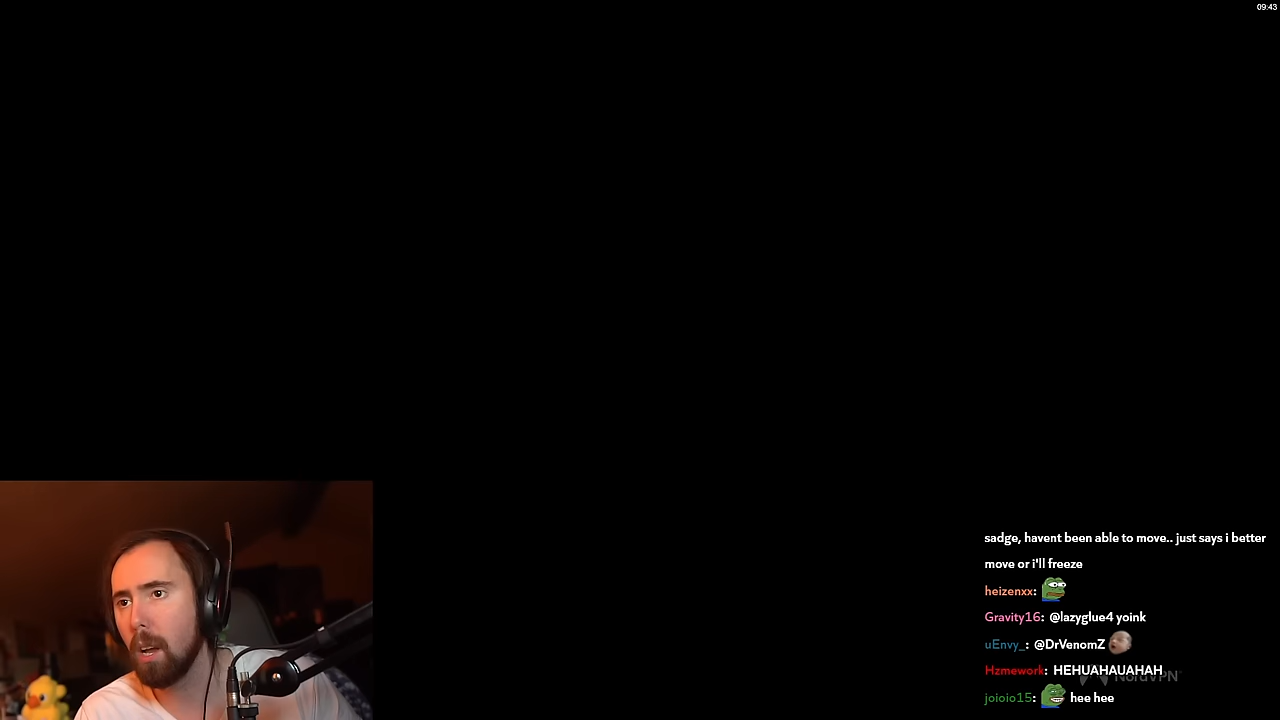 09:43
sadge, havent been able to move.. just says i better
move or i'll freeze
heizenxx:
Gravity16: @lazyglue4 yoink
uEnvy_: @DrVenomZ
Hzmework: HEHUAHAUAHAH
NordVPN
joioio15: hee hee